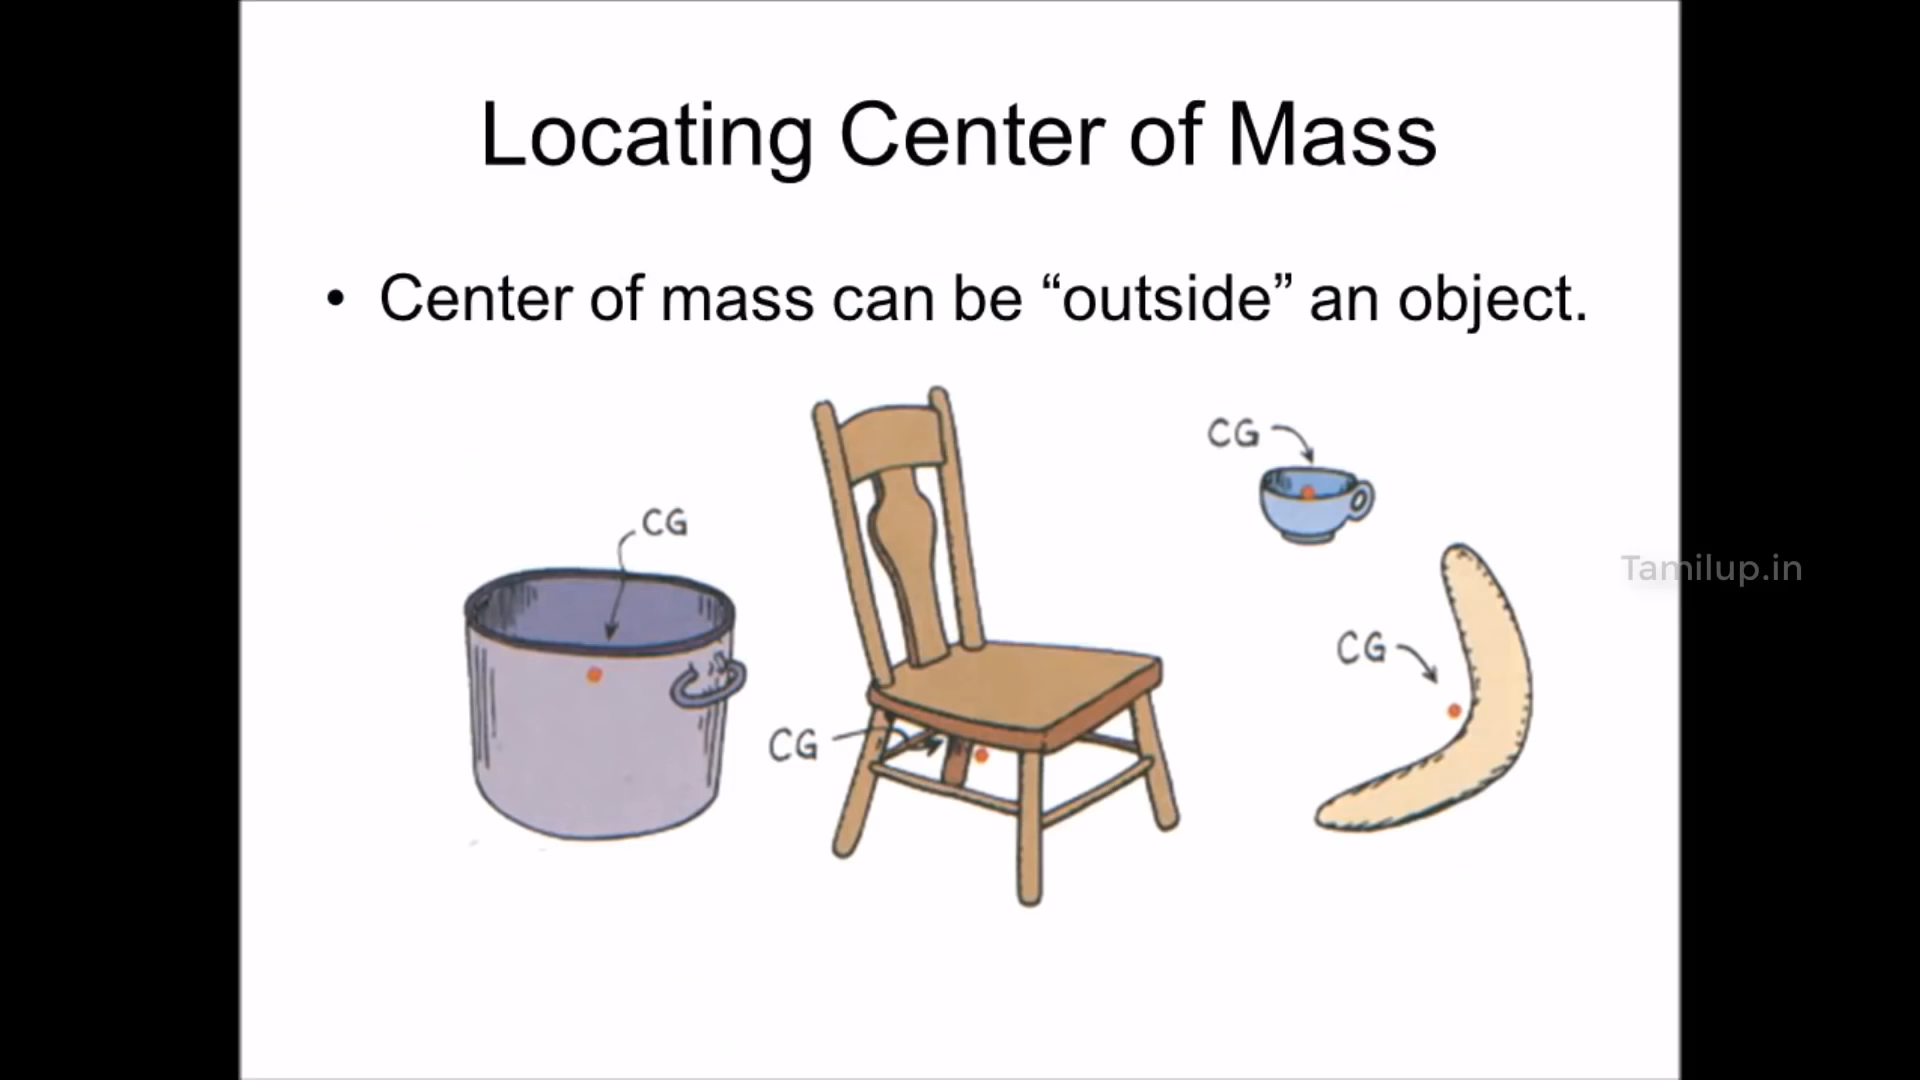 Locating Center of Mass
• Center of mass can be “outside” an object.
CG
CG
CG
CG
Tamilup.in